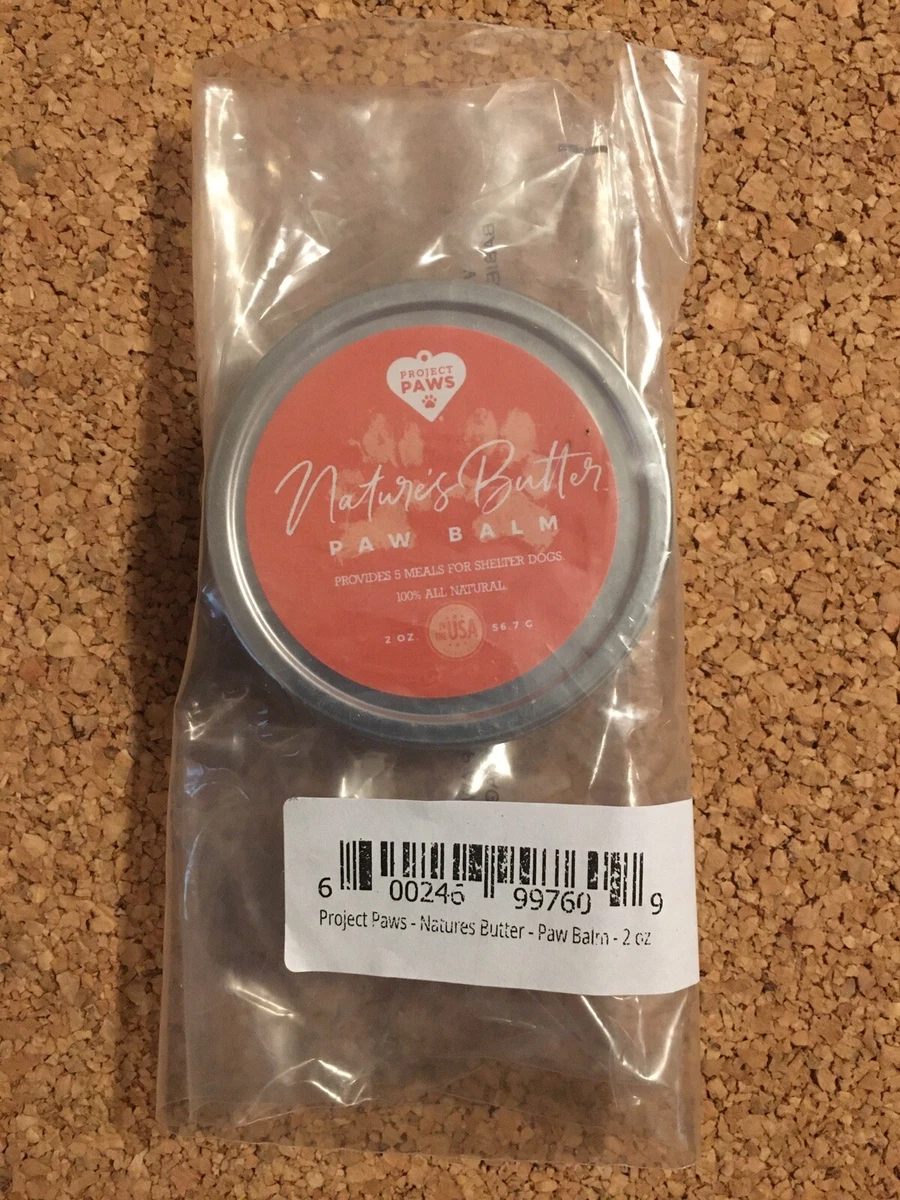 PROJECT
PAWS
Nature's Butter
PAW BALM
PROVIDES 5 MEALS FOR SHELTER DOGS
100% ALL NATURAL
2 OZ. USA 56.7 G
6 00246 99760 9
Project Paws - Natures Butter - Paw Balm - 2 oz